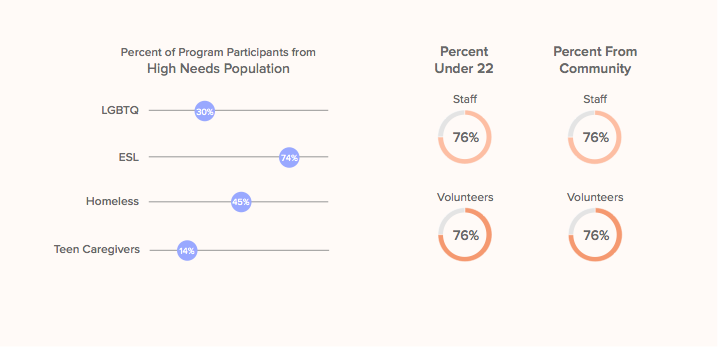 Percent of Program Participants from
High Needs Population
LGBTQ
30%
ESL
74%
Homeless
45%
Teen Caregivers
14%
Percent
Under 22
Staff
76%
Volunteers
76%
Percent From
Community
Staff
76%
Volunteers
76%